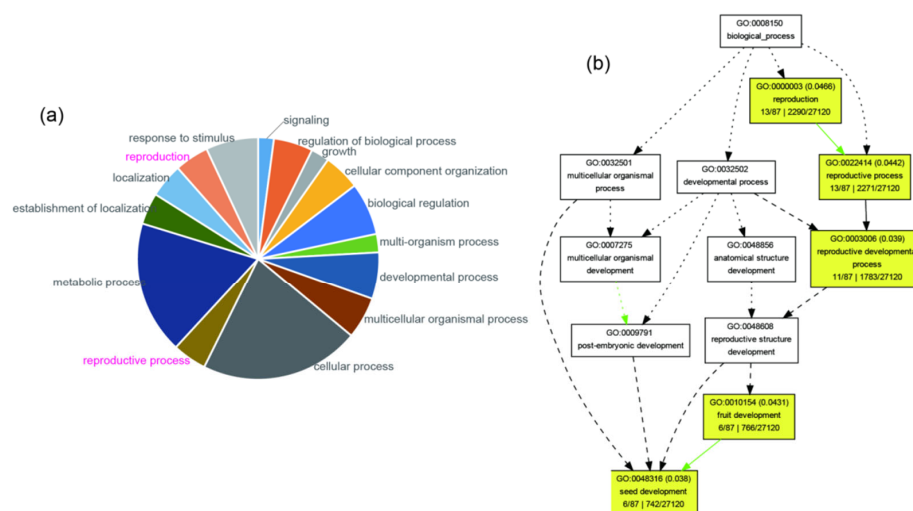 (a)
signaling
regulation of biological process
growth
cellular component organization
biological regulation
multi-organism process
developmental process
multicellular organismal process
cellular process
reproductive process
metabolic process
establishment of localization
localization
reproduction
response to stimulus
(b)
GO:0008150
biological_process
GO:0000003 (0.0466)
reproduction
13/87 | 2290/27120
GO:0032501
multicellular organismal
process
GO:0032502
developmental process
GO:0022414 (0.0442)
reproductive process
13/87 | 2271/27120
GO:0007275
multicellular organismal
development
GO:0048856
anatomical structure
development
GO:0003006 (0.039)
reproductive developmental
process
11/87 | 1783/27120
GO:0009791
post-embryonic development
GO:0048608
reproductive structure
development
GO:0010154 (0.0431)
fruit development
6/87 | 766/27120
GO:0048316 (0.038)
seed development
6/87 | 742/27120